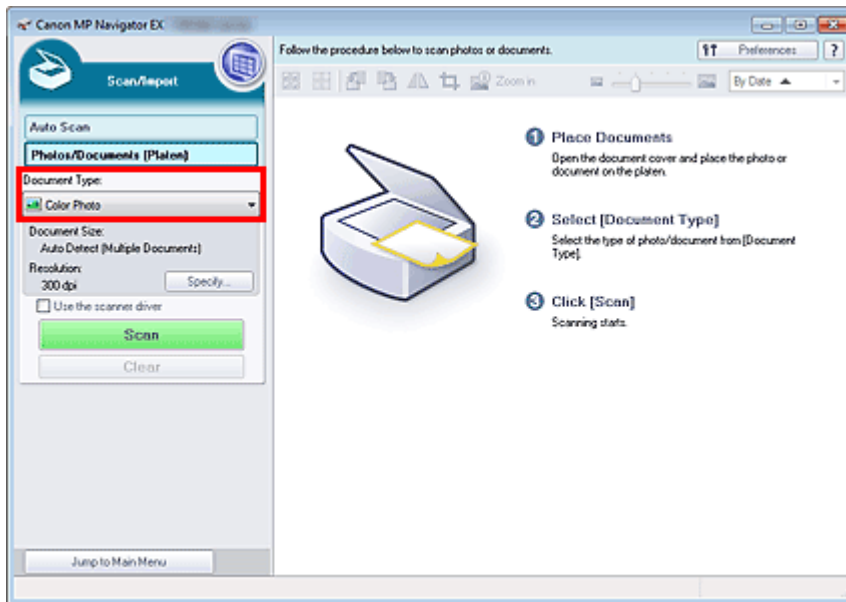 Canon MP Navigator EX
Scan/Import
Auto Scan
Photos/Documents (Platen)
Document Type:
Color Photo
Document Size:
Auto Detect (Multiple Documents)
Resolution:
300 dpi
Specify...
Use the scanner driver
Scan
Clear
Jump to Main Menu
Follow the procedure below to scan photos or documents.
Preferences
?
Zoom in
By Date
1 Place Documents
Open the document cover and place the photo or
document on the platen.
2 Select [Document Type]
Select the type of photo/document from [Document
Type].
3 Click [Scan]
Scanning starts.